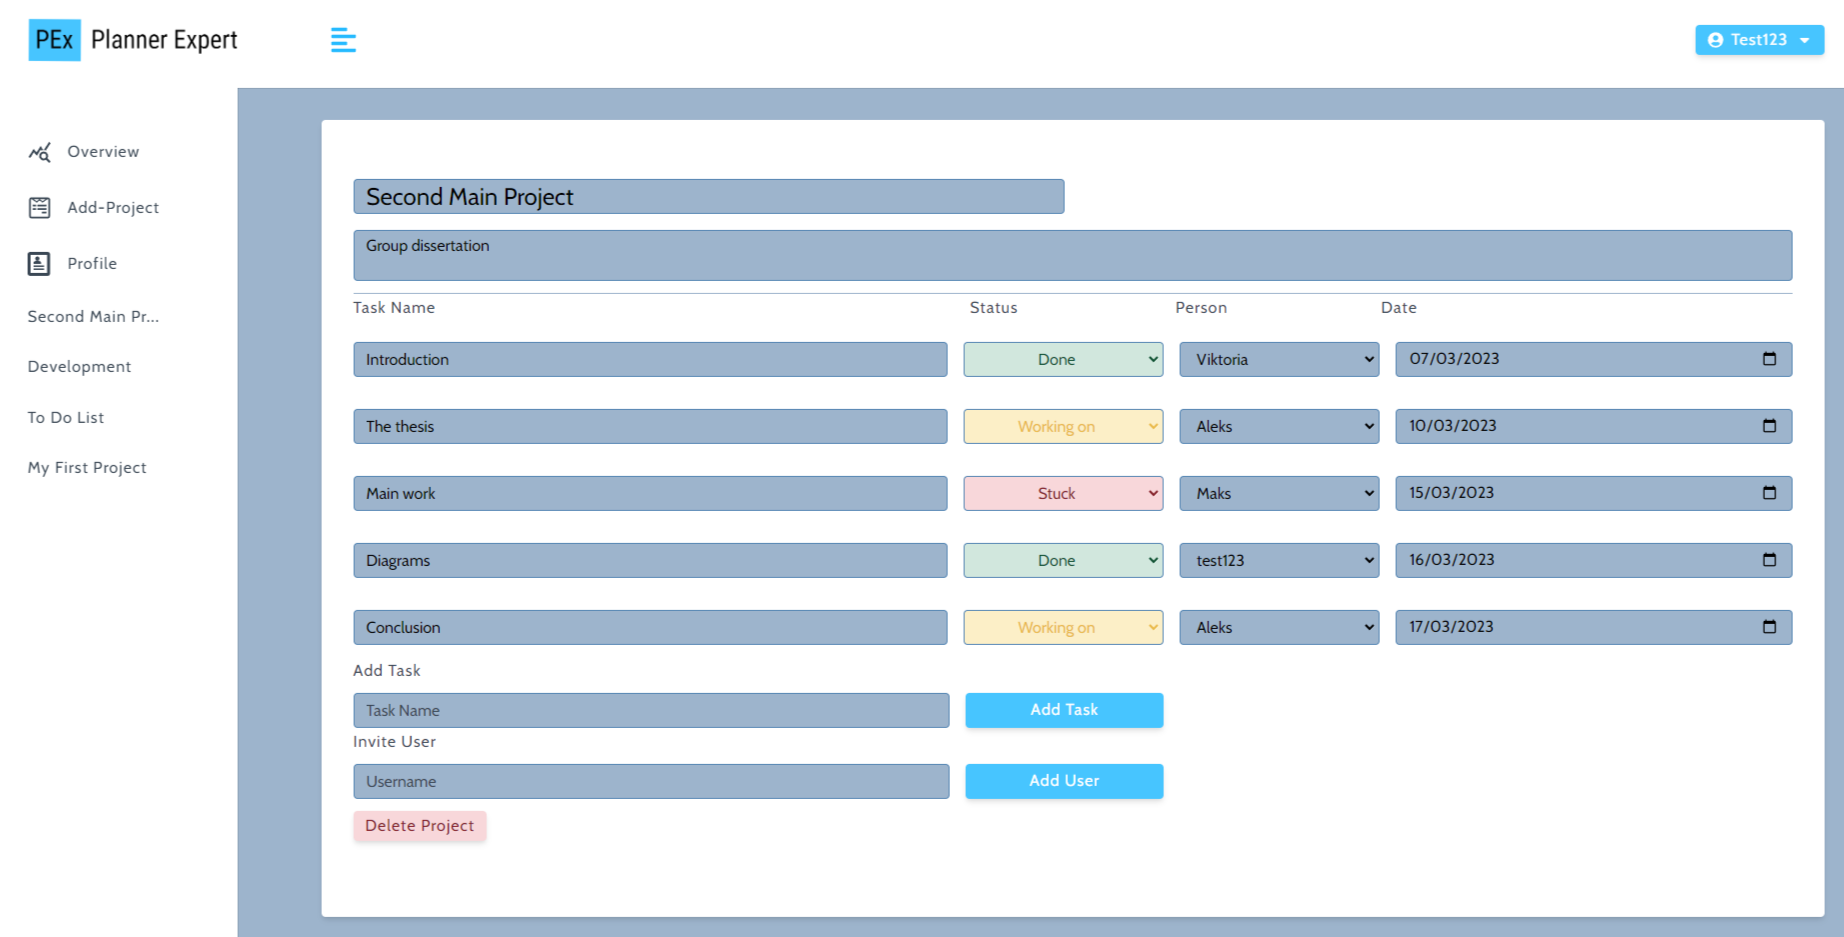 PEx Planner Expert
Test123
Overview
Add-Project
Profile
Second Main Pr...
Development
To Do List
My First Project
Second Main Project
Group dissertation
Task Name Status Person Date
Introduction Done Viktoria 07/03/2023
The thesis Working on Aleks 10/03/2023
Main work Stuck Maks 15/03/2023
Diagrams Done test123 16/03/2023
Conclusion Working on Aleks 17/03/2023
Add Task
Task Name Add Task
Invite User
Username Add User
Delete Project